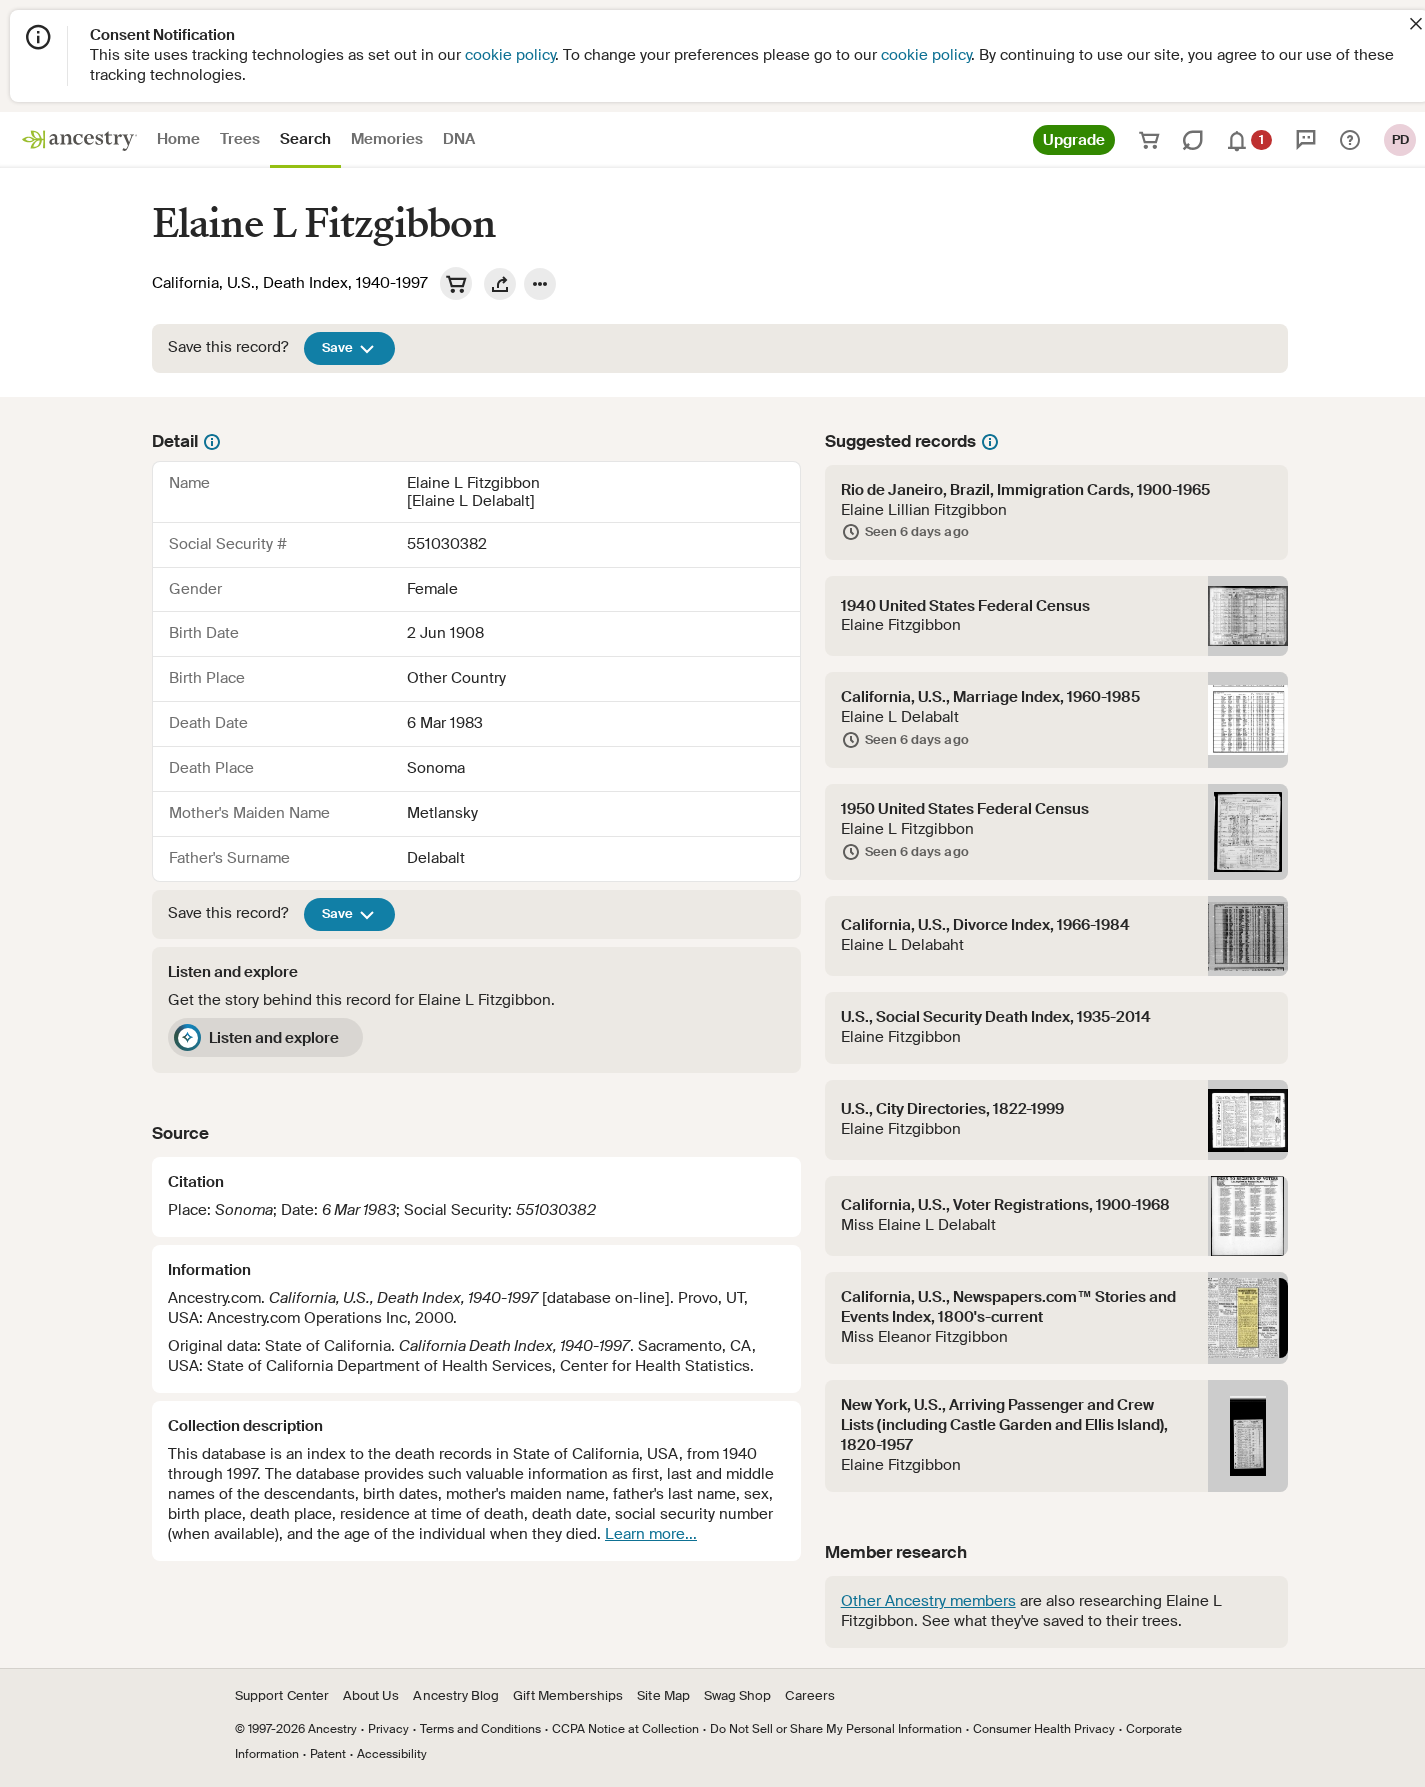 Consent Notification
This site uses tracking technologies as set out in our cookie policy. To change your preferences please go to our cookie policy. By continuing to use our site, you agree to our use of these
tracking technologies.
ancestry Home Trees Search Memories DNA Upgrade 1 PD
Elaine L Fitzgibbon
California, U.S., Death Index, 1940-1997
Save this record? Save
Detail
Name Elaine L Fitzgibbon
[Elaine L Delabalt]
Social Security # 551030382
Gender Female
Birth Date 2 Jun 1908
Birth Place Other Country
Death Date 6 Mar 1983
Death Place Sonoma
Mother's Maiden Name Metlansky
Father's Surname Delabalt
Save this record? Save
Listen and explore
Get the story behind this record for Elaine L Fitzgibbon.
Listen and explore
Source
Citation
Place: Sonoma; Date: 6 Mar 1983; Social Security: 551030382
Information
Ancestry.com. California, U.S., Death Index, 1940-1997 [database on-line]. Provo, UT,
USA: Ancestry.com Operations Inc, 2000.
Original data: State of California. California Death Index, 1940-1997. Sacramento, CA,
USA: State of California Department of Health Services, Center for Health Statistics.
Collection description
This database is an index to the death records in State of California, USA, from 1940
through 1997. The database provides such valuable information as first, last and middle
names of the descendants, birth dates, mother's maiden name, father's last name, sex,
birth place, death place, residence at time of death, death date, social security number
(when available), and the age of the individual when they died. Learn more...
Suggested records
Rio de Janeiro, Brazil, Immigration Cards, 1900-1965
Elaine Lillian Fitzgibbon
Seen 6 days ago
1940 United States Federal Census
Elaine Fitzgibbon
California, U.S., Marriage Index, 1960-1985
Elaine L Delabalt
Seen 6 days ago
1950 United States Federal Census
Elaine L Fitzgibbon
Seen 6 days ago
California, U.S., Divorce Index, 1966-1984
Elaine L Delabaht
U.S., Social Security Death Index, 1935-2014
Elaine Fitzgibbon
U.S., City Directories, 1822-1999
Elaine Fitzgibbon
California, U.S., Voter Registrations, 1900-1968
Miss Elaine L Delabalt
INDEX TO REGISTRY OF VOTERS
California, U.S., Newspapers.com™ Stories and
Events Index, 1800's-current
Miss Eleanor Fitzgibbon
New York, U.S., Arriving Passenger and Crew
Lists (including Castle Garden and Ellis Island),
1820-1957
Elaine Fitzgibbon
Member research
Other Ancestry members are also researching Elaine L
Fitzgibbon. See what they've saved to their trees.
Support Center About Us Ancestry Blog Gift Memberships Site Map Swag Shop Careers
© 1997-2026 Ancestry • Privacy • Terms and Conditions • CCPA Notice at Collection • Do Not Sell or Share My Personal Information • Consumer Health Privacy • Corporate
Information • Patent • Accessibility